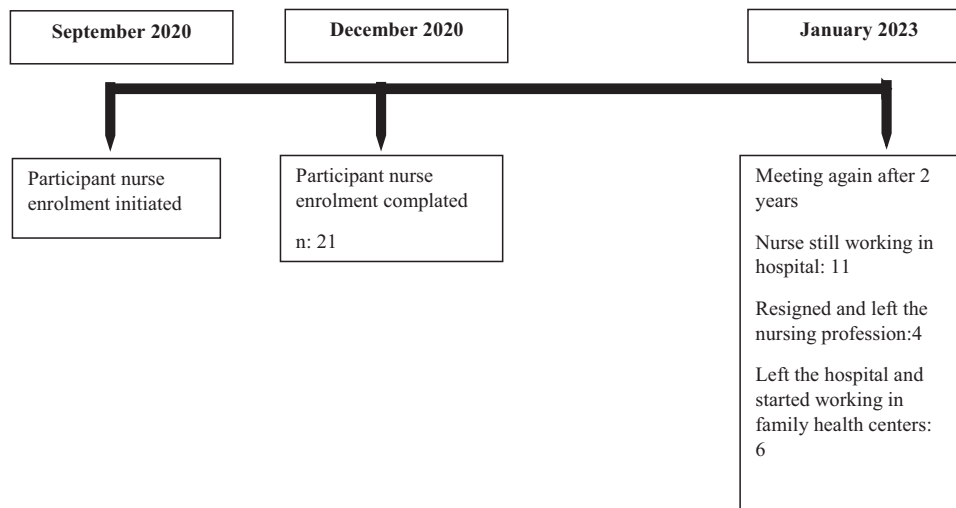 September 2020
December 2020
January 2023
Participant nurse
enrolment initiated
Participant nurse
enrolment complated
n: 21
Meeting again after 2
years
Nurse still working in
hospital: 11
Resigned and left the
nursing profession:4
Left the hospital and
started working in
family health centers:
6